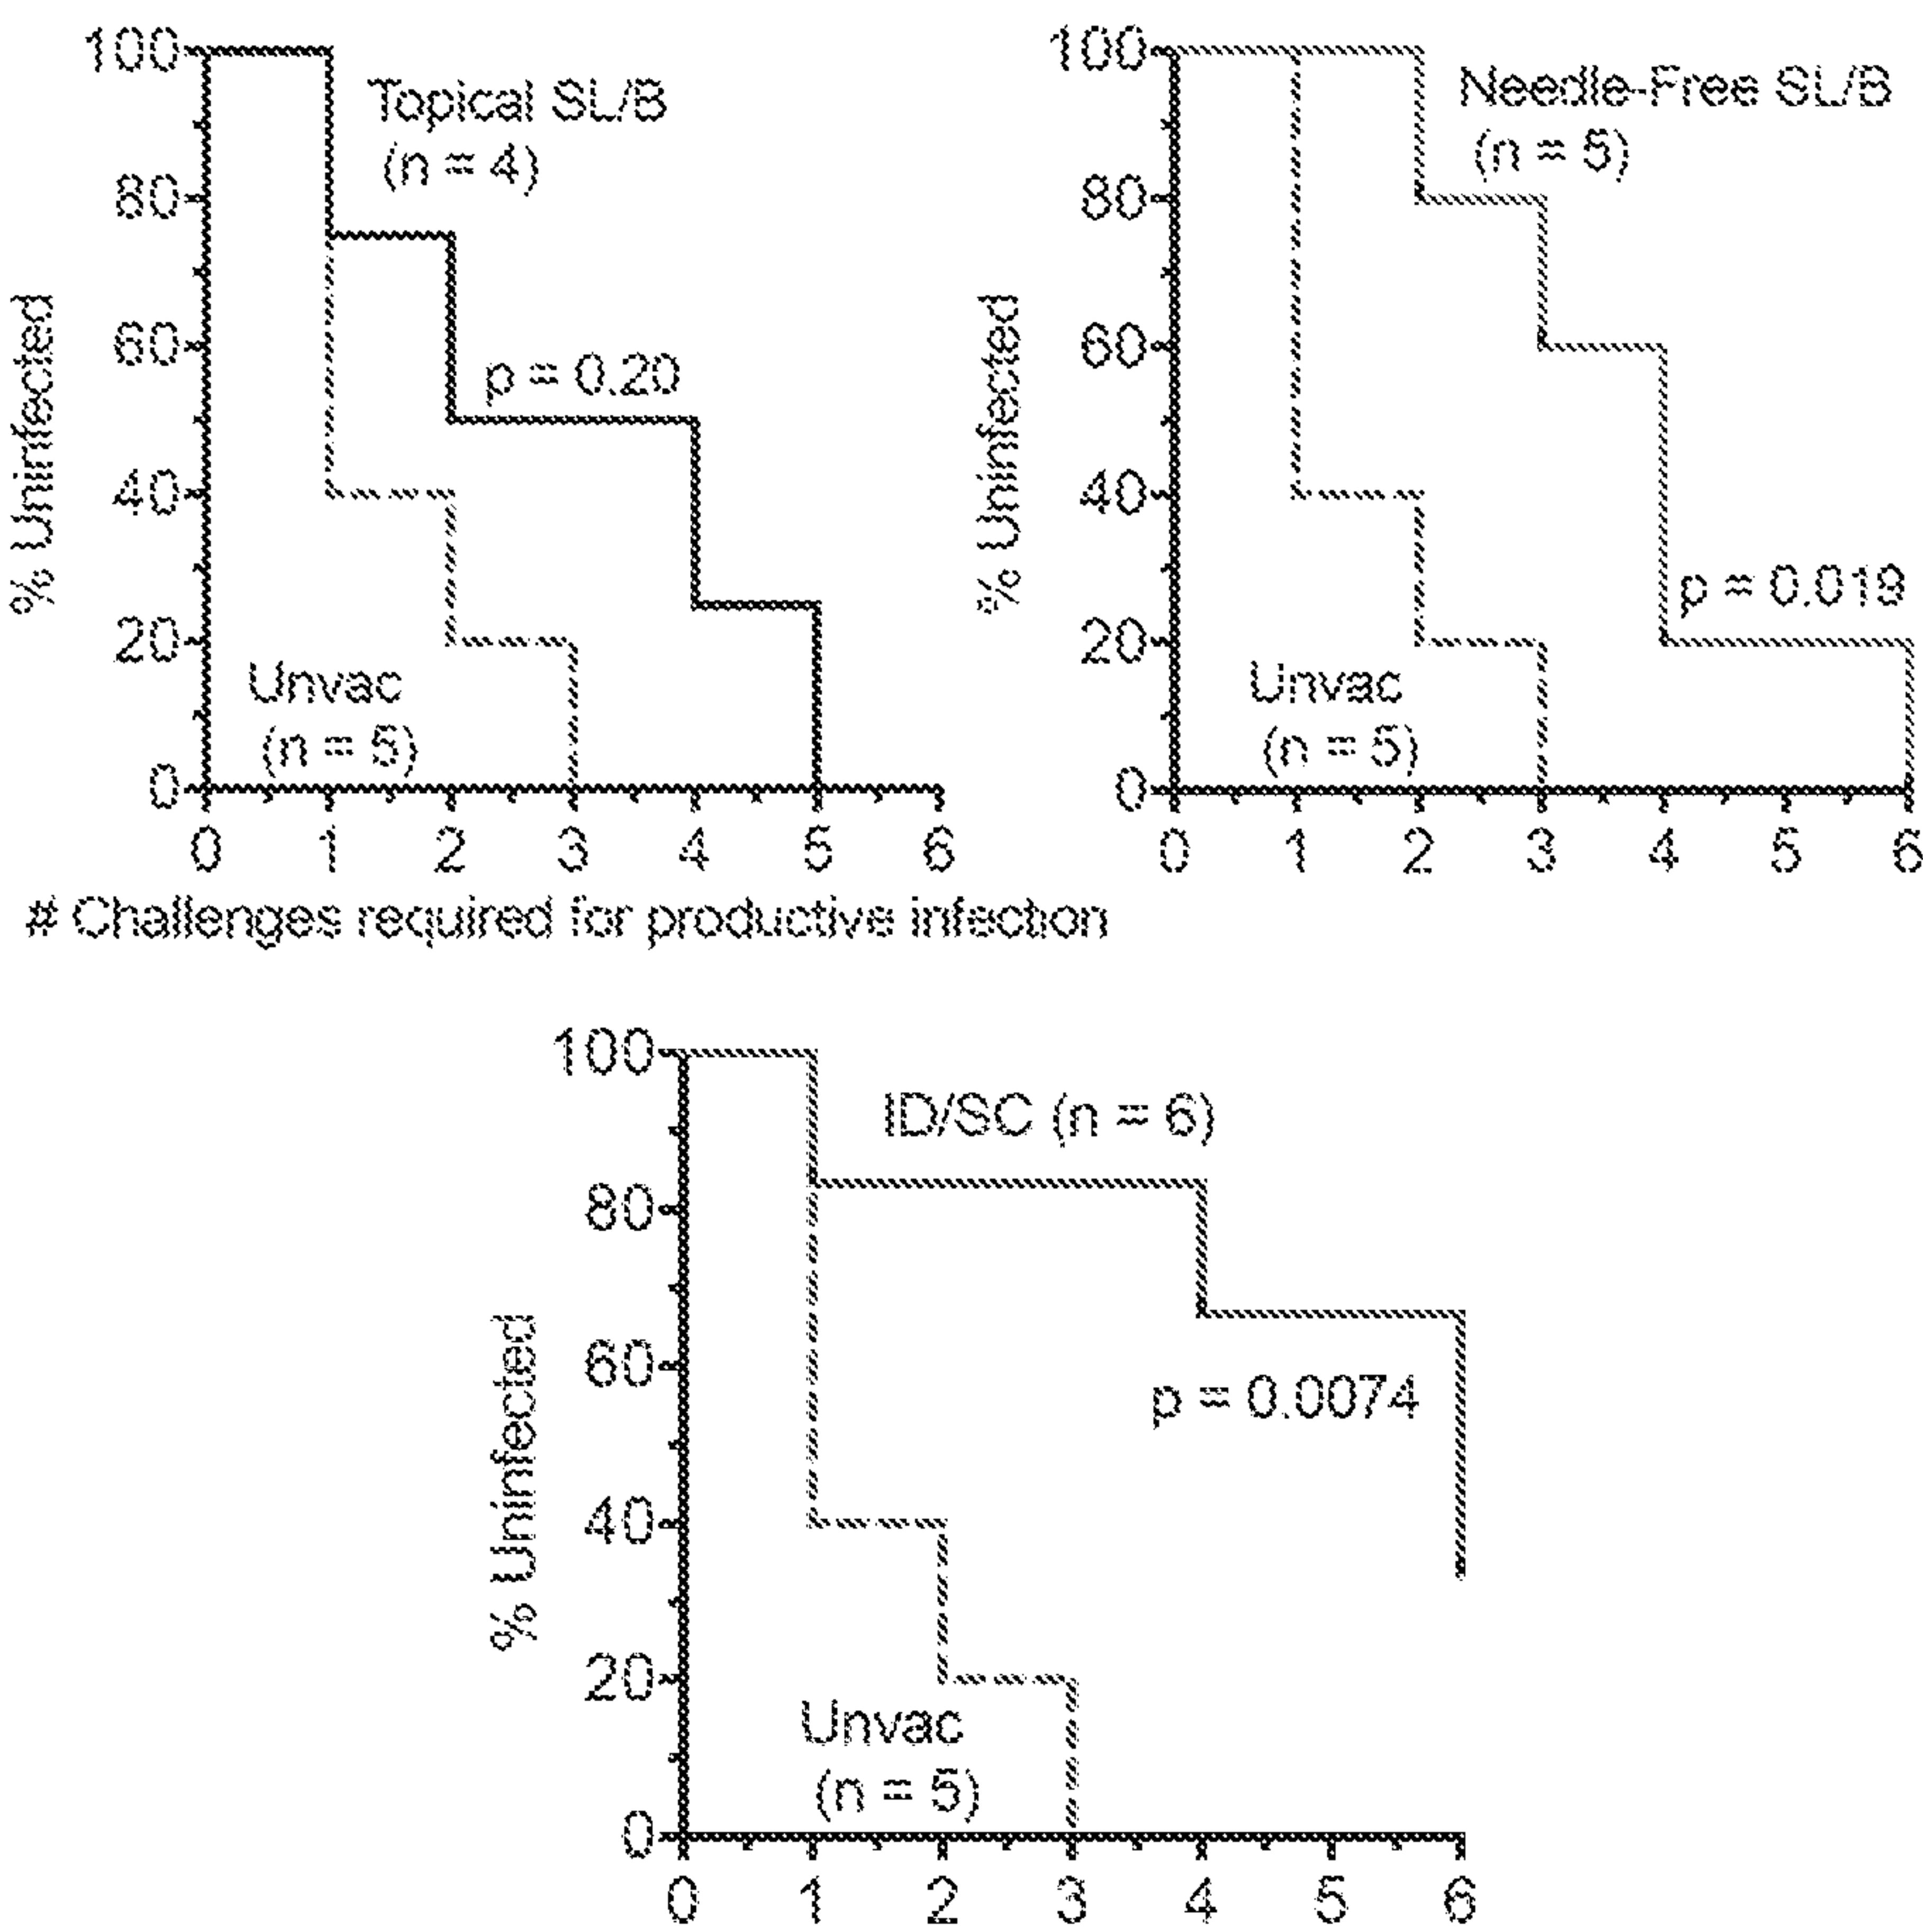 100
80
60
40
20
0
% Uninfected
Topical SL/B
(n = 4)
p = 0.20
Unvac
(n = 5)
0 1 2 3 4 5 6
# Challenges required for productive infection
100
80
60
40
20
0
% Uninfected
Needle-Free SL/B
(n = 5)
p = 0.019
Unvac
(n = 5)
0 1 2 3 4 5 6
100
80
60
40
20
0
% Uninfected
ID/SC (n = 6)
p = 0.0074
Unvac
(n = 5)
0 1 2 3 4 5 6